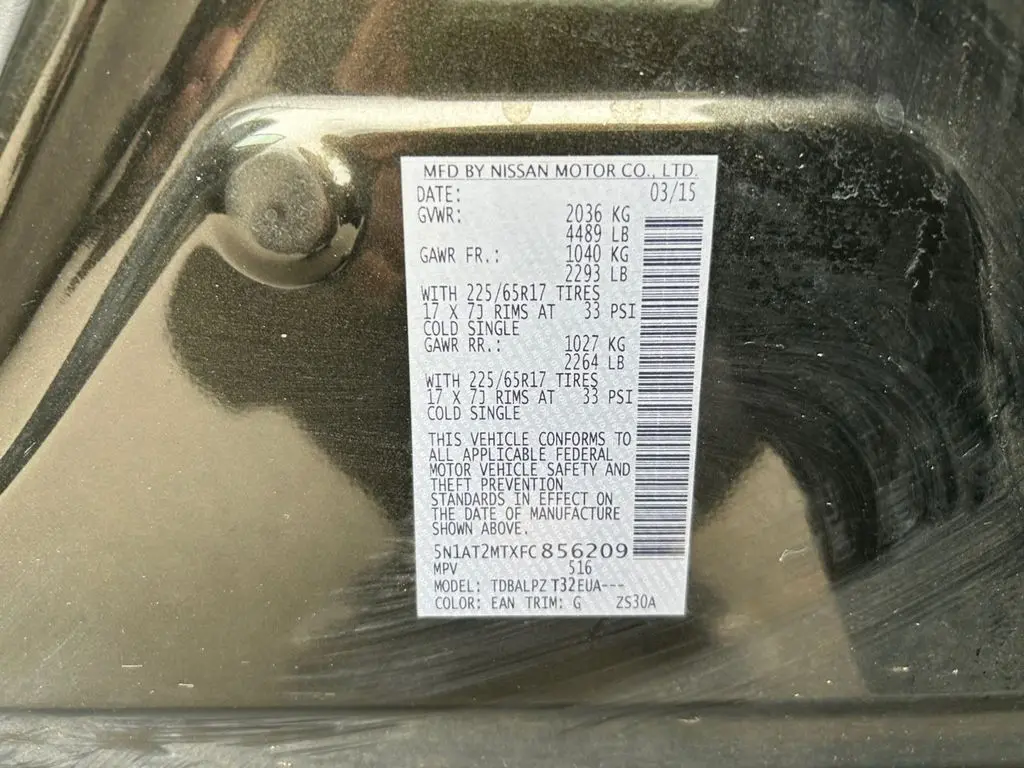 MFD BY NISSAN MOTOR CO., LTD.
DATE: 03/15
GVWR: 2036 KG
4489 LB
GAWR FR.: 1040 KG
2293 LB
WITH 225/65R17 TIRES
17 X 7J RIMS AT 33 PSI
COLD SINGLE
GAWR RR.: 1027 KG
2264 LB
WITH 225/65R17 TIRES
17 X 7J RIMS AT 33 PSI
COLD SINGLE
THIS VEHICLE CONFORMS TO
ALL APPLICABLE FEDERAL
MOTOR VEHICLE SAFETY AND
THEFT PREVENTION
STANDARDS IN EFFECT ON
THE DATE OF MANUFACTURE
SHOWN ABOVE.
5N1AT2MTXFC856209
MPV 516
MODEL: TDBALPZ T32EUA---
COLOR: EAN TRIM: G ZS30A